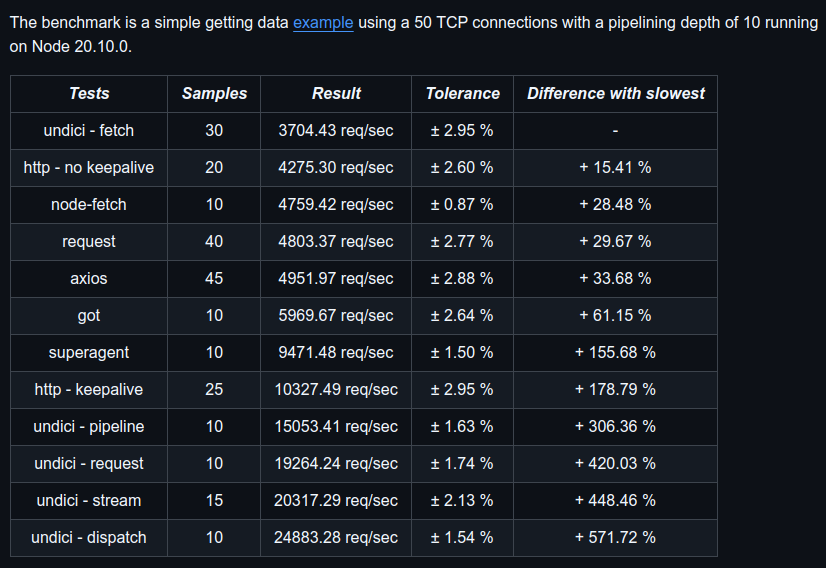 The benchmark is a simple getting data example using a 50 TCP connections with a pipelining depth of 10 running
on Node 20.10.0.
Tests Samples Result Tolerance Difference with slowest
undici - fetch 30 3704.43 req/sec ± 2.95 % -
http - no keepalive 20 4275.30 req/sec ± 2.60 % + 15.41 %
node-fetch 10 4759.42 req/sec ± 0.87 % + 28.48 %
request 40 4803.37 req/sec ± 2.77 % + 29.67 %
axios 45 4951.97 req/sec ± 2.88 % + 33.68 %
got 10 5969.67 req/sec ± 2.64 % + 61.15 %
superagent 10 9471.48 req/sec ± 1.50 % + 155.68 %
http - keepalive 25 10327.49 req/sec ± 2.95 % + 178.79 %
undici - pipeline 10 15053.41 req/sec ± 1.63 % + 306.36 %
undici - request 10 19264.24 req/sec ± 1.74 % + 420.03 %
undici - stream 15 20317.29 req/sec ± 2.13 % + 448.46 %
undici - dispatch 10 24883.28 req/sec ± 1.54 % + 571.72 %